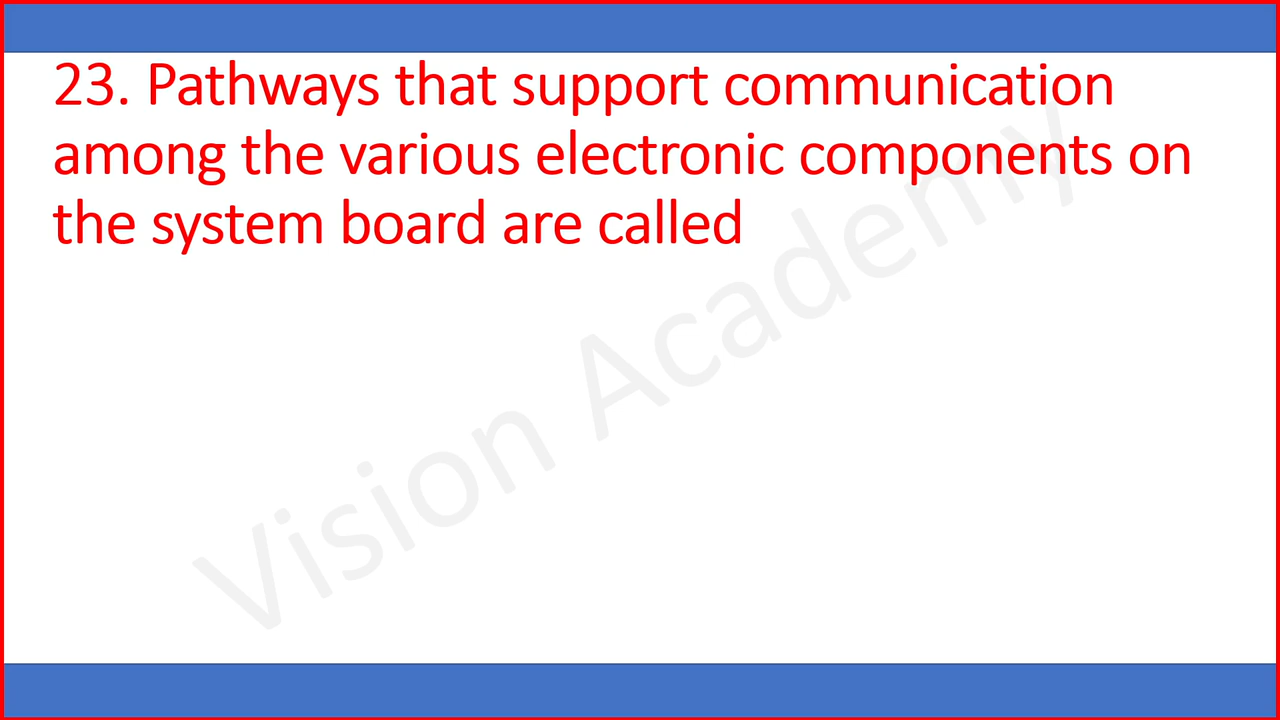 23. Pathways that support communication
among the various electronic components on
the system board are called
Vision Academy